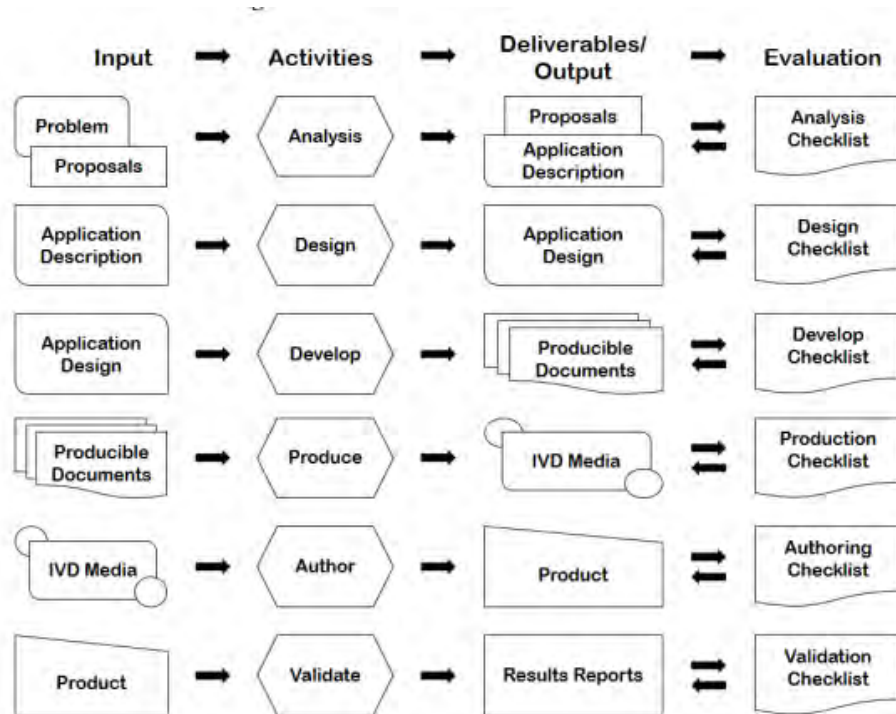 Input
Activities
Deliverables/
Output
Evaluation
Problem
Proposals
Analysis
Proposals
Application
Description
Analysis
Checklist
Application
Description
Design
Application
Design
Design
Checklist
Application
Design
Develop
Producible
Documents
Develop
Checklist
Producible
Documents
Produce
IVD Media
Production
Checklist
IVD Media
Author
Product
Authoring
Checklist
Product
Validate
Results Reports
Validation
Checklist